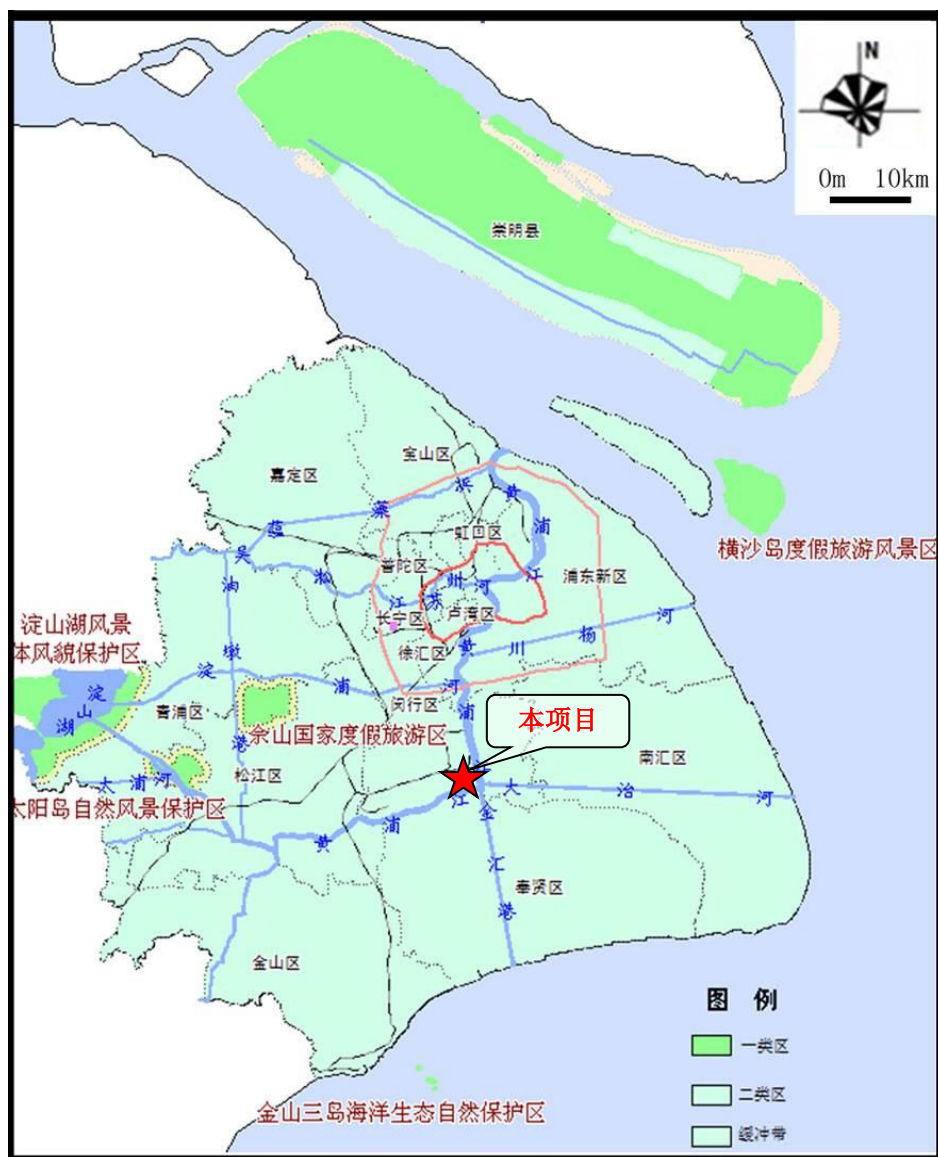 N
0m 10km
崇明县
宝山区
嘉定区
蕰
藻
浜
黄
浦
江
虹口区
横沙岛度假旅游风景区
吴
淞
江
普陀区
苏
州
河
浦东新区
油
墩
港
长宁区
卢湾区
淀山湖风景
体风貌保护区
徐汇区
黄
川
杨
河
淀
浦
河
闵行区
浦
淀
山
湖
青浦区
佘山国家度假旅游区
本项目
南汇区
松江区
太
浦
河
太阳岛自然风景保护区
江
大
治
河
黄
浦
金
汇
港
奉贤区
金山区
图 例
一类区
二类区
缓冲带
金山三岛海洋生态自然保护区